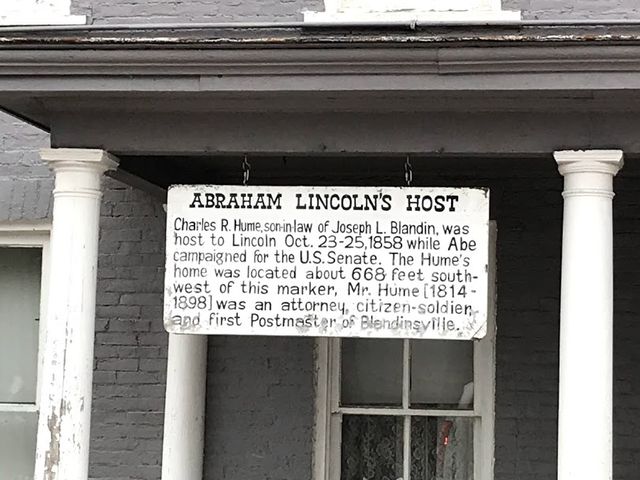 ABRAHAM LINCOLN'S HOST
Charles R. Hume, son-in-law of Joseph L. Blandin, was
host to Lincoln Oct. 23-25, 1858 while Abe
campaigned for the U.S. Senate. The Hume's
home was located about 668 feet south-
west of this marker. Mr. Hume [1814-
1898] was an attorney, citizen-soldier,
and first Postmaster of Blandinsville.